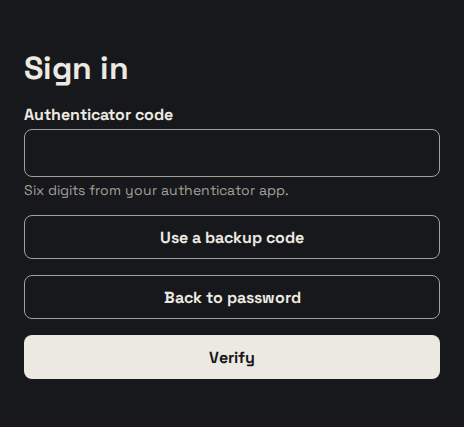 Sign in
Authenticator code
Six digits from your authenticator app.
Use a backup code
Back to password
Verify